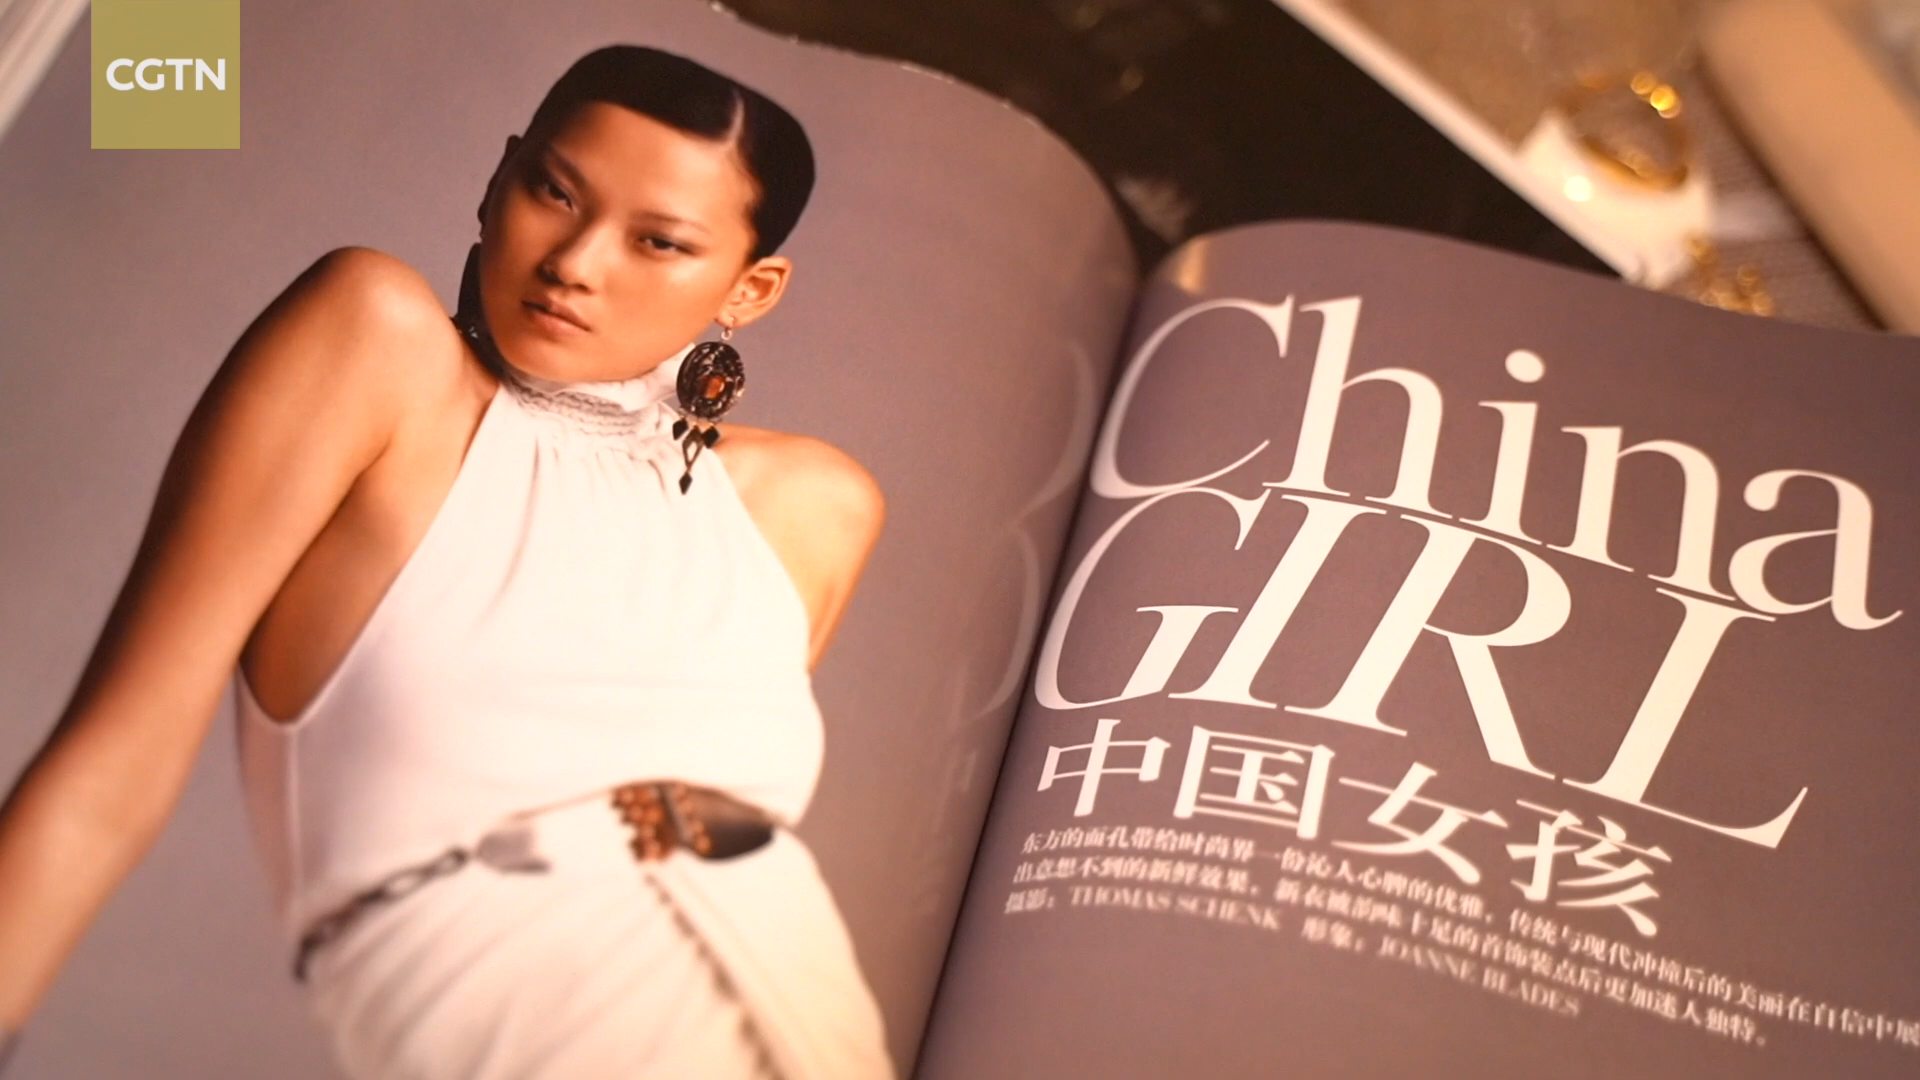 CGTN
China
GIRL
中国女孩
东方的面孔带给时尚界一份沁人心脾的优雅，传统与现代冲撞后的美丽在自信中展
出意想不到的新鲜效果，新衣被韵味十足的首饰装点后更加迷人独特。
摄影：THOMAS SCHENK 形象：JOANNE BLADES